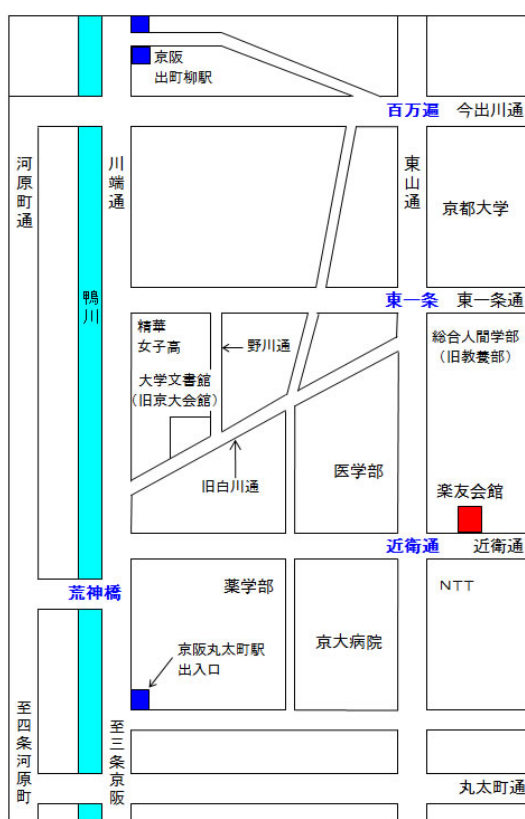 京阪
出町柳駅
百万遍 今出川通
河原町通
川端通
東山通
京都大学
鴨川
東一条 東一条通
精華
女子高
野川通
総合人間学部
(旧教養部)
大学文書館
(旧京大会館)
旧白川通
医学部
楽友会館
近衛通 近衛通
荒神橋
薬学部
NTT
京阪丸太町駅
出入口
京大病院
至四条河原町
至三条京阪
丸太町通